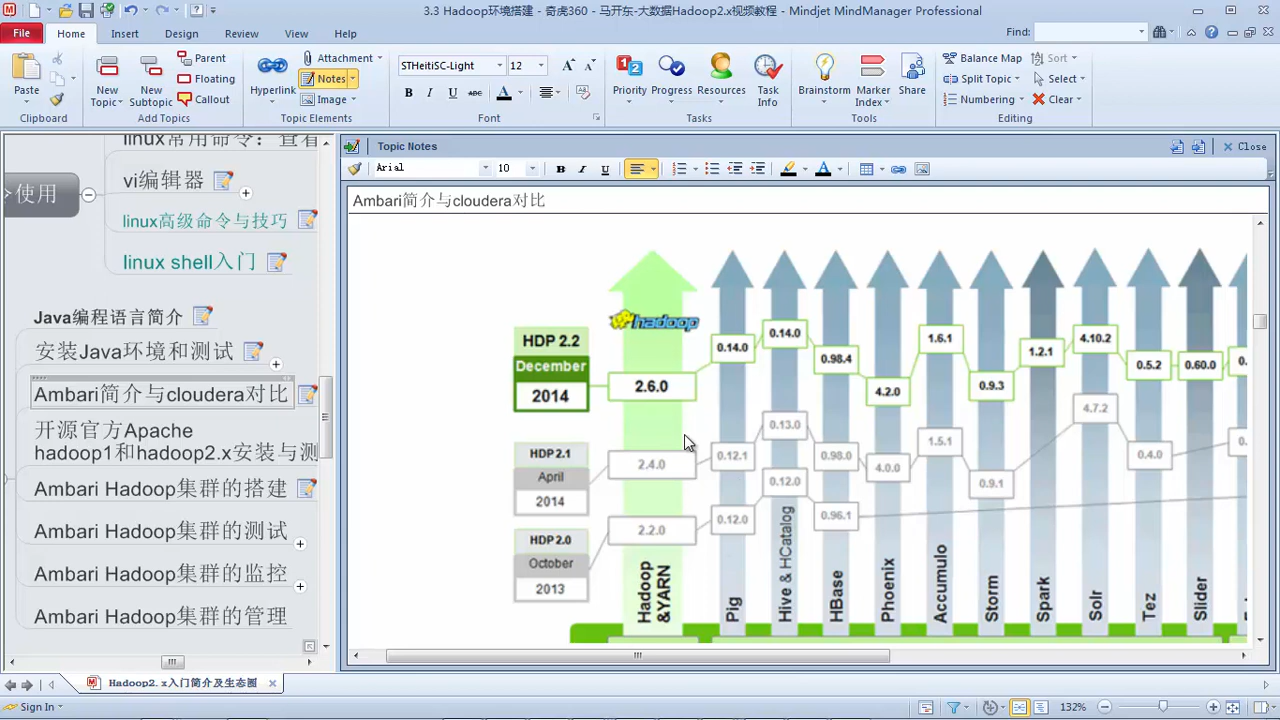 3.3 Hadoop环境搭建 - 奇虎360 - 马开东-大数据Hadoop2.x视频教程 - Mindjet MindManager Professional
File
Home
Insert
Design
Review
View
Help
Find:
Paste
Clipboard
New Topic
New Subtopic
Parent
Floating
Callout
Add Topics
Hyperlink
Attachment
Notes
Image
Topic Elements
STHeitiSC-Light
12
B I U abc A
Font
Priority
Progress
Resources
Task Info
Tasks
Brainstorm
Marker Index
Share
Tools
Balance Map
Sort
Split Topic
Select
Numbering
Clear
Editing
linux常用命令：查看
使用
vi编辑器
linux高级命令与技巧
linux shell入门
Java编程语言简介
安装Java环境和测试
Ambari简介与cloudera对比
开源官方Apache
hadoop1和hadoop2.x安装与测
Ambari Hadoop集群的搭建
Ambari Hadoop集群的测试
Ambari Hadoop集群的监控
Ambari Hadoop集群的管理
Topic Notes
Close
Arial
10
B I U A
Ambari简介与cloudera对比
hadoop
HDP 2.2
December
2014
2.6.0
0.14.0
0.14.0
0.98.4
4.2.0
1.6.1
0.9.3
1.2.1
4.10.2
0.5.2
0.60.0
0.
HDP 2.1
April
2014
2.4.0
0.12.1
0.13.0
0.98.0
4.0.0
1.5.1
0.9.1
4.7.2
0.4.0
0.
HDP 2.0
October
2013
2.2.0
0.12.0
0.12.0
0.96.1
Hadoop
&YARN
Pig
Hive & HCatalog
HBase
Phoenix
Accumulo
Storm
Spark
Solr
Tez
Slider
Hadoop2. x入门简介及生态圈
Sign In
132%